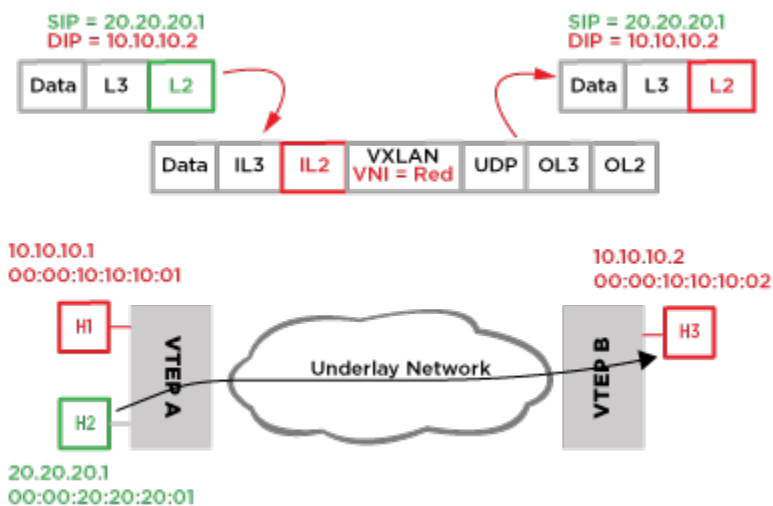 SIP = 20.20.20.1
DIP = 10.10.10.2
Data L3 L2
SIP = 20.20.20.1
DIP = 10.10.10.2
Data L3 L2
Data IL3 IL2 VXLAN
VNI = Red
UDP OL3 OL2
10.10.10.1
00:00:10:10:10:01
H1
VTEP A
H2
20.20.20.1
00:00:20:20:20:01
Underlay Network
10.10.10.2
00:00:10:10:10:02
VTEP B
H3